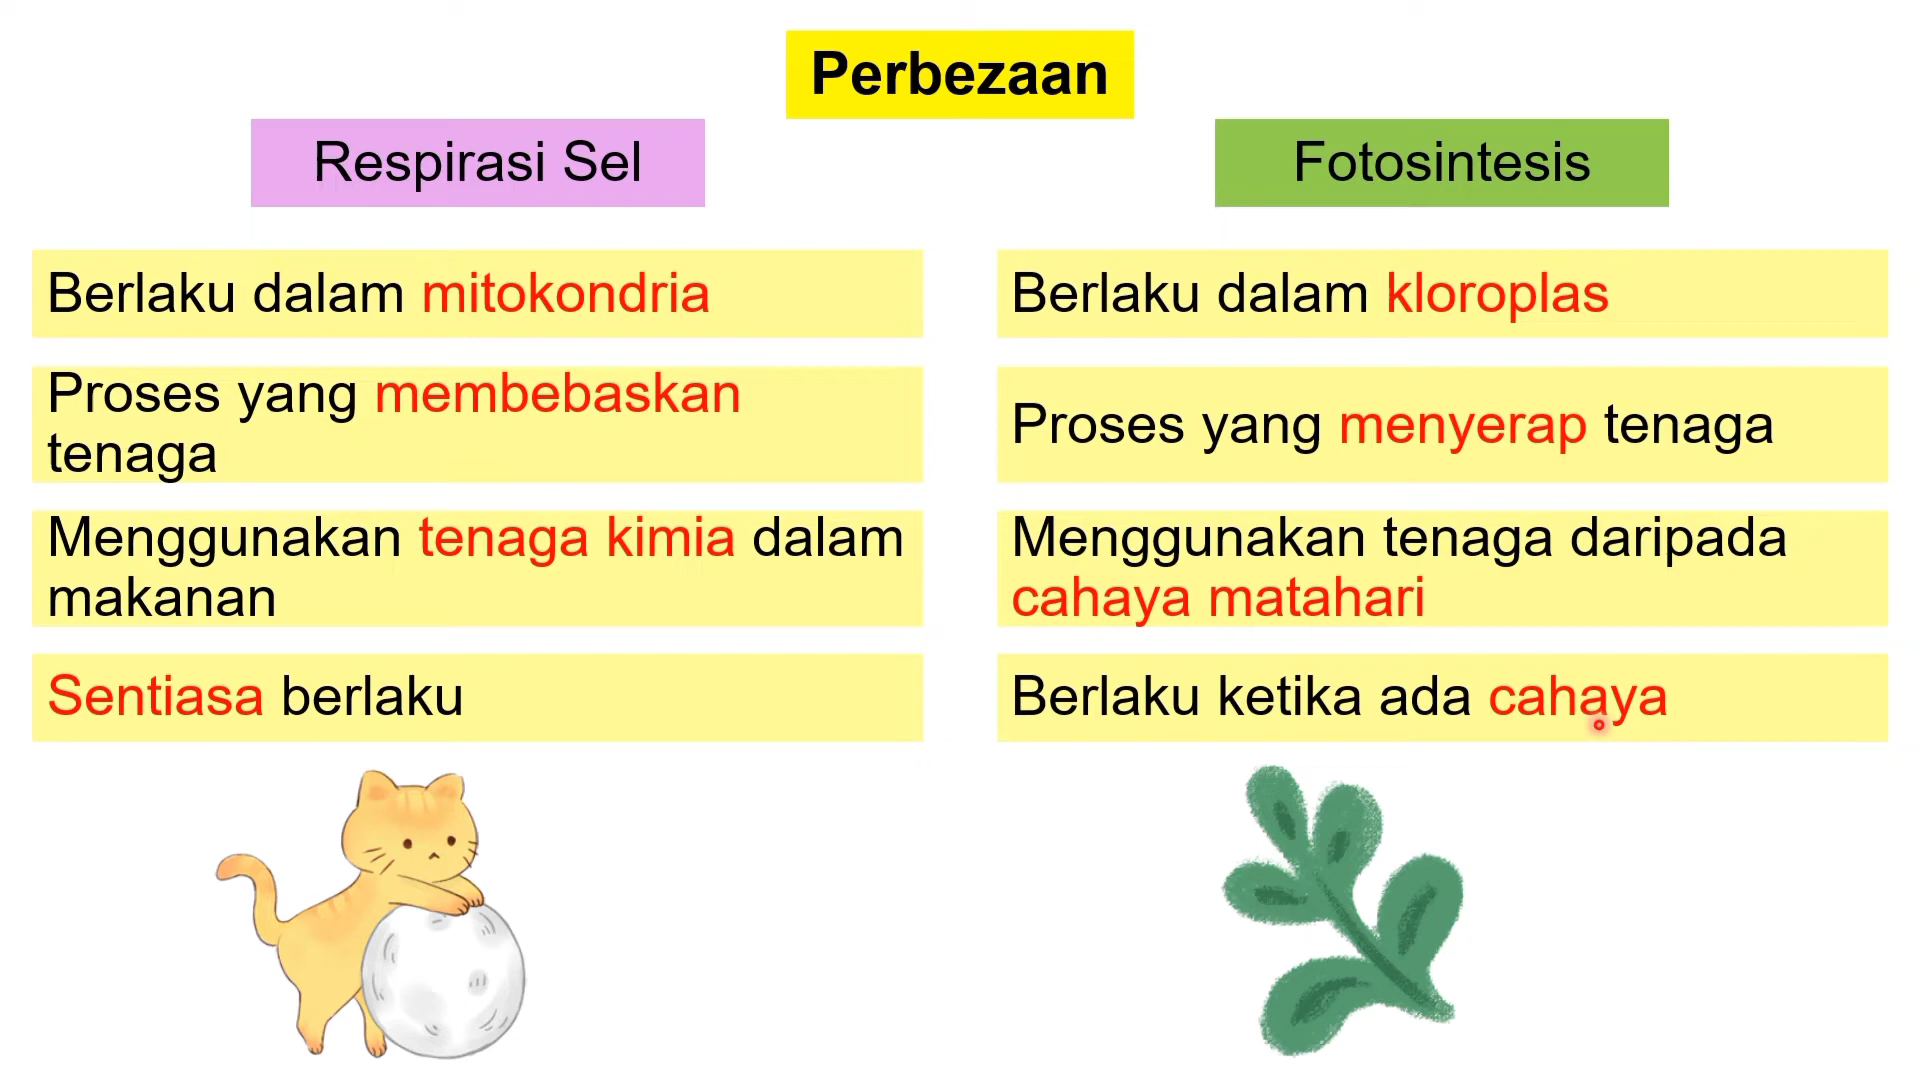 Perbezaan
Respirasi Sel
Fotosintesis
Berlaku dalam mitokondria
Berlaku dalam kloroplas
Proses yang membebaskan
tenaga
Proses yang menyerap tenaga
Menggunakan tenaga kimia dalam
makanan
Menggunakan tenaga daripada
cahaya matahari
Sentiasa berlaku
Berlaku ketika ada cahaya